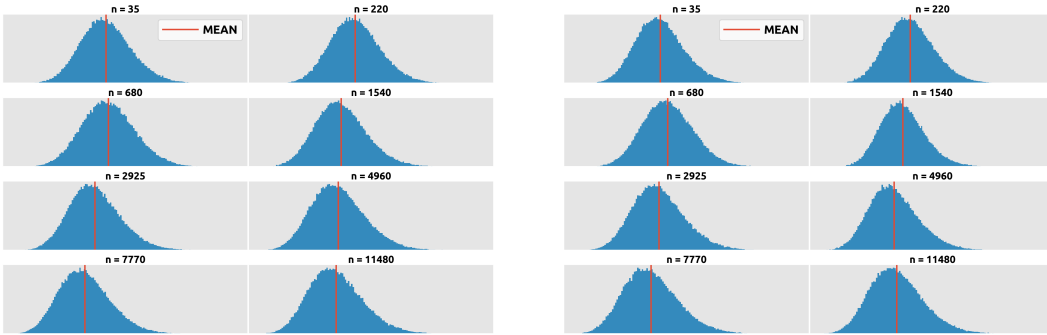 n = 35
n = 220
MEAN
n = 680
n = 1540
n = 2925
n = 4960
n = 7770
n = 11480
n = 35
n = 220
MEAN
n = 680
n = 1540
n = 2925
n = 4960
n = 7770
n = 11480